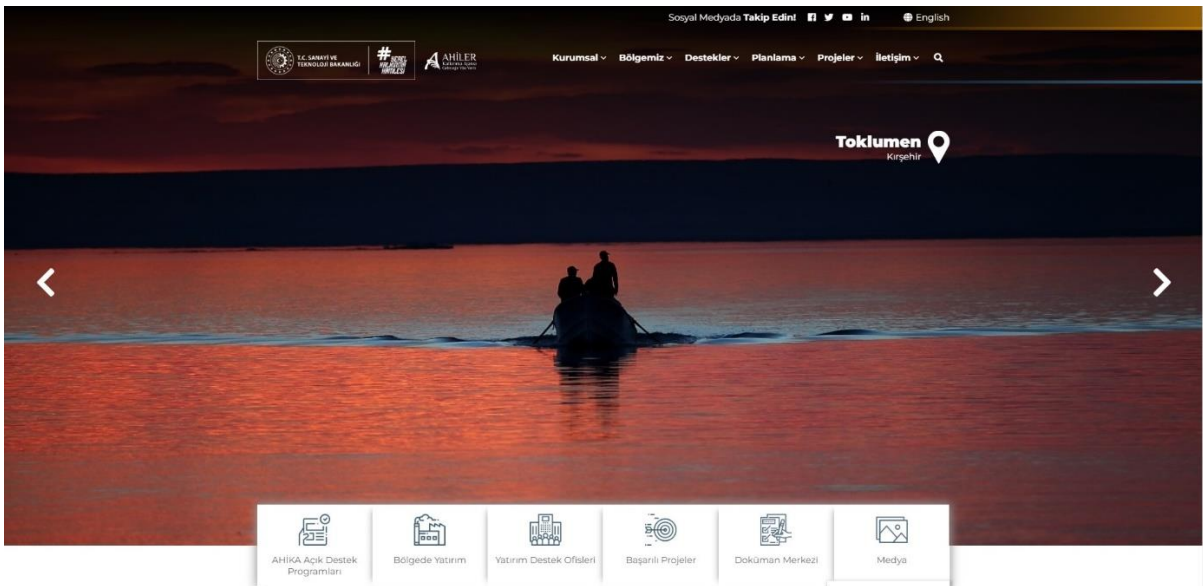 Sosyal Medyada Takip Edin! English
T.C. SANAYİ VE
TEKNOLOJİ BAKANLIĞI
AHİLER
Kurumsal Bölgemiz Destekler Planlama Projeler İletişim
Toklumen
Kırşehir
AHİKA Açık Destek
Programları
Bölgede Yatırım
Yatırım Destek Ofisleri
Başarılı Projeler
Doküman Merkezi
Medya